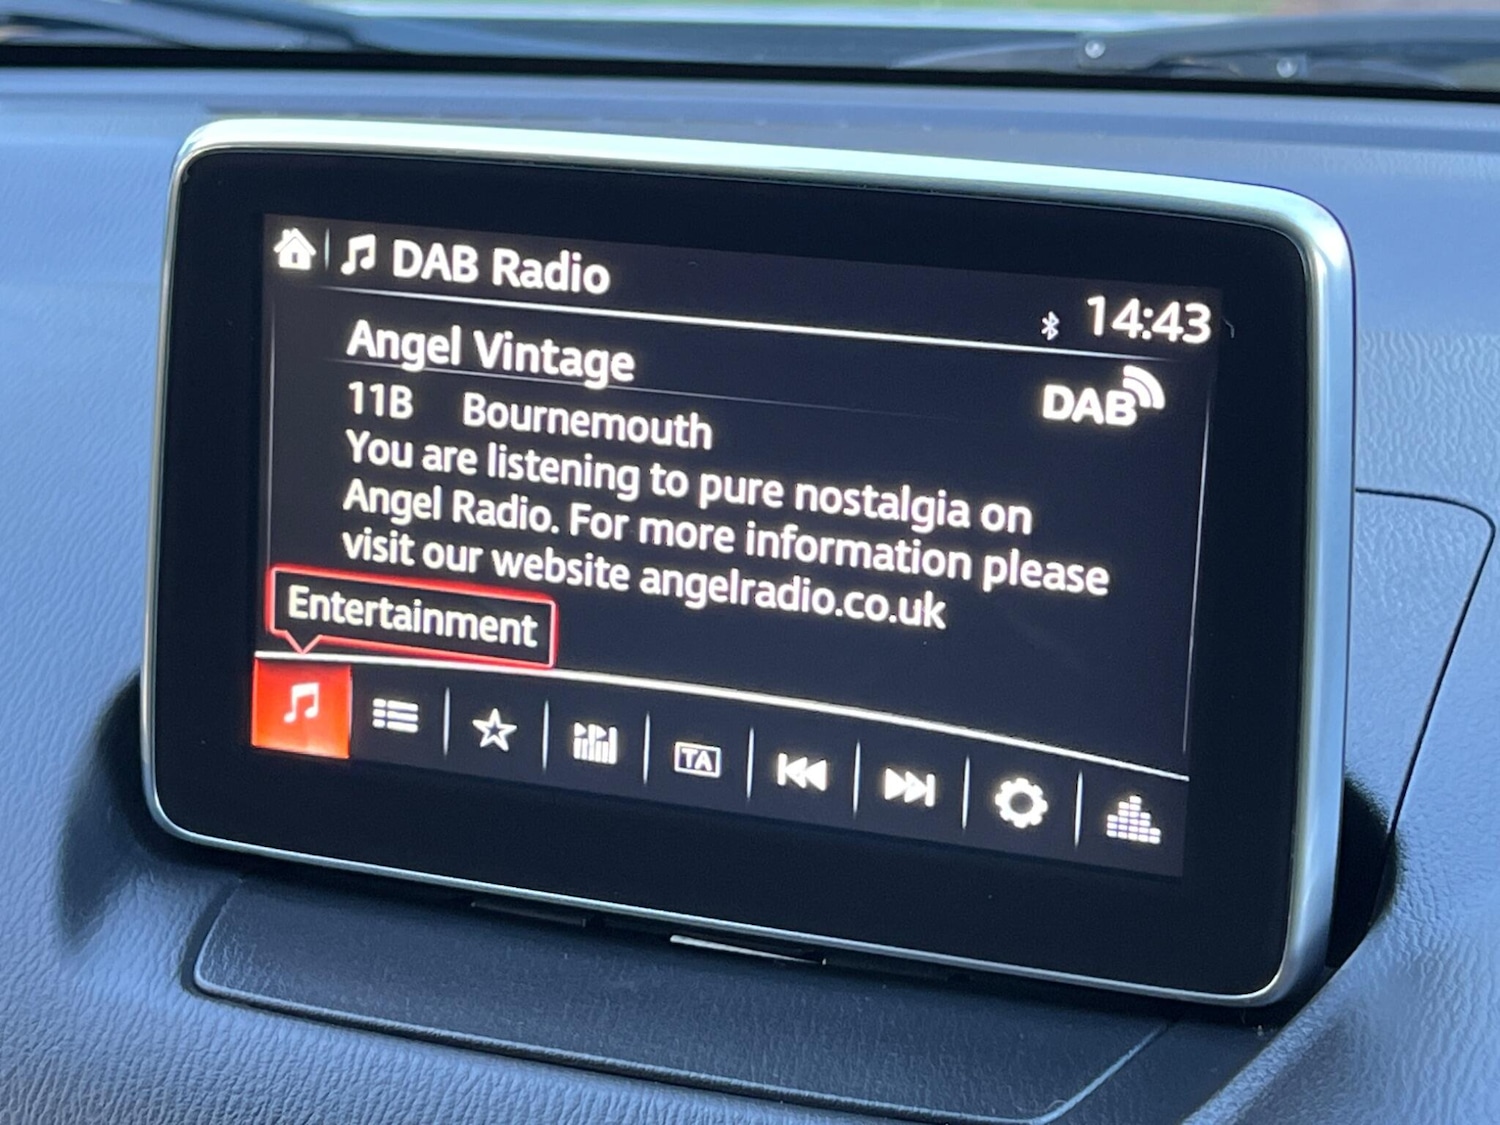 DAB Radio
14:43
Angel Vintage
DAB
11B Bournemouth
You are listening to pure nostalgia on
Angel Radio. For more information please
visit our website angelradio.co.uk
Entertainment
TA